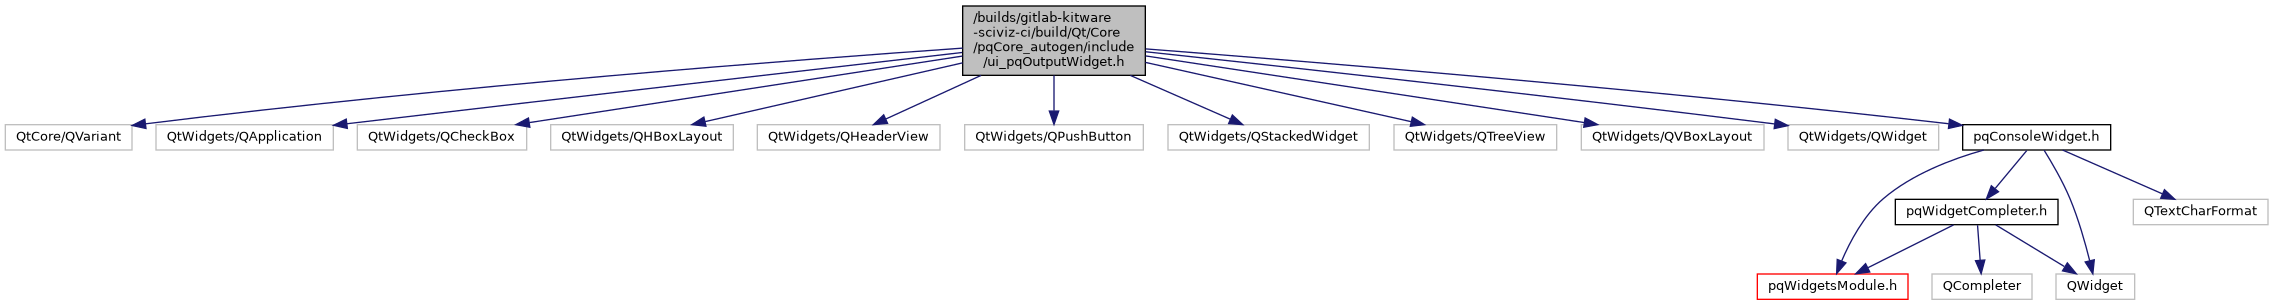 /builds/gitlab-kitware
-sciviz-ci/build/Qt/Core
/pqCore_autogen/include
/ui_pqOutputWidget.h
QtCore/QVariant
QtWidgets/QApplication
QtWidgets/QCheckBox
QtWidgets/QHBoxLayout
QtWidgets/QHeaderView
QtWidgets/QPushButton
QtWidgets/QStackedWidget
QtWidgets/QTreeView
QtWidgets/QVBoxLayout
QtWidgets/QWidget
pqConsoleWidget.h
pqWidgetCompleter.h
QTextCharFormat
pqWidgetsModule.h
QCompleter
QWidget